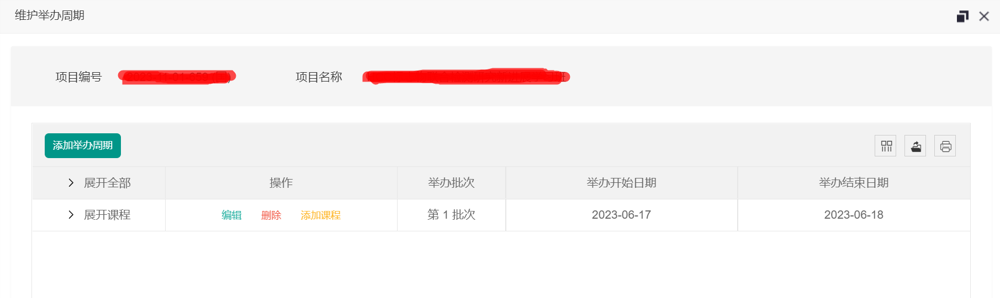 维护举办周期
项目编号 项目名称
添加举办周期
展开全部 操作 举办批次 举办开始日期 举办结束日期
展开课程 编辑 删除 添加课程 第 1 批次 2023-06-17 2023-06-18